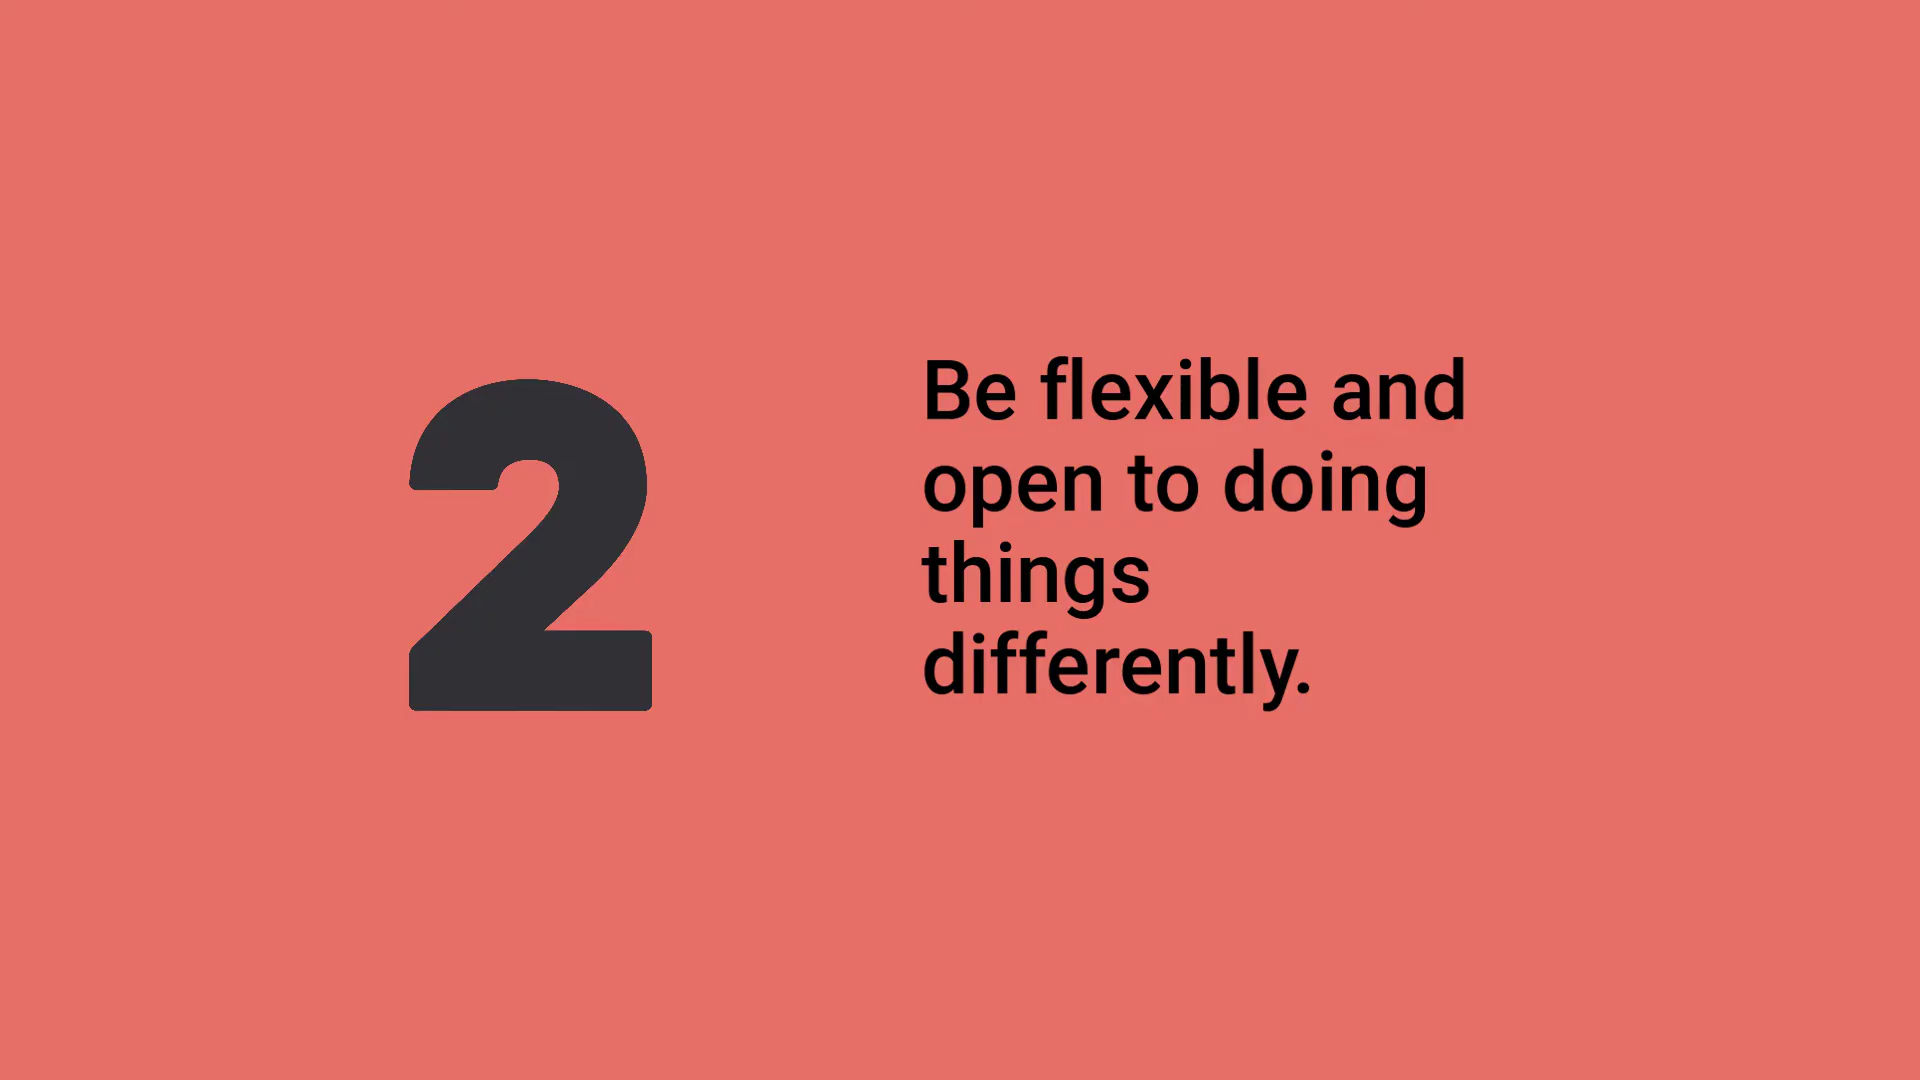 2
Be flexible and
open to doing
things
differently.